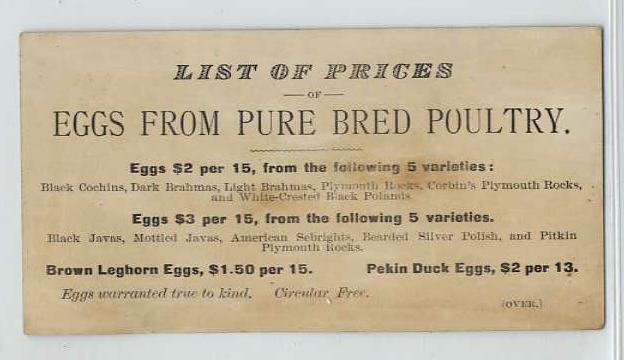 LIST OF PRICES
OF
EGGS FROM PURE BRED POULTRY.
Eggs $2 per 15, from the following 5 varieties:
Black Cochins, Dark Brahmas, Light Brahmas, Plymouth Rocks, Corbin's Plymouth Rocks,
and White-Crested Black Polands
Eggs $3 per 15, from the following 5 varieties.
Black Javas, Mottled Javas, American Sebrights, Bearded Silver Polish, and Pitkin
Plymouth Rocks.
Brown Leghorn Eggs, $1.50 per 15. Pekin Duck Eggs, $2 per 13.
Eggs warranted true to kind. Circular Free.
(OVER.)